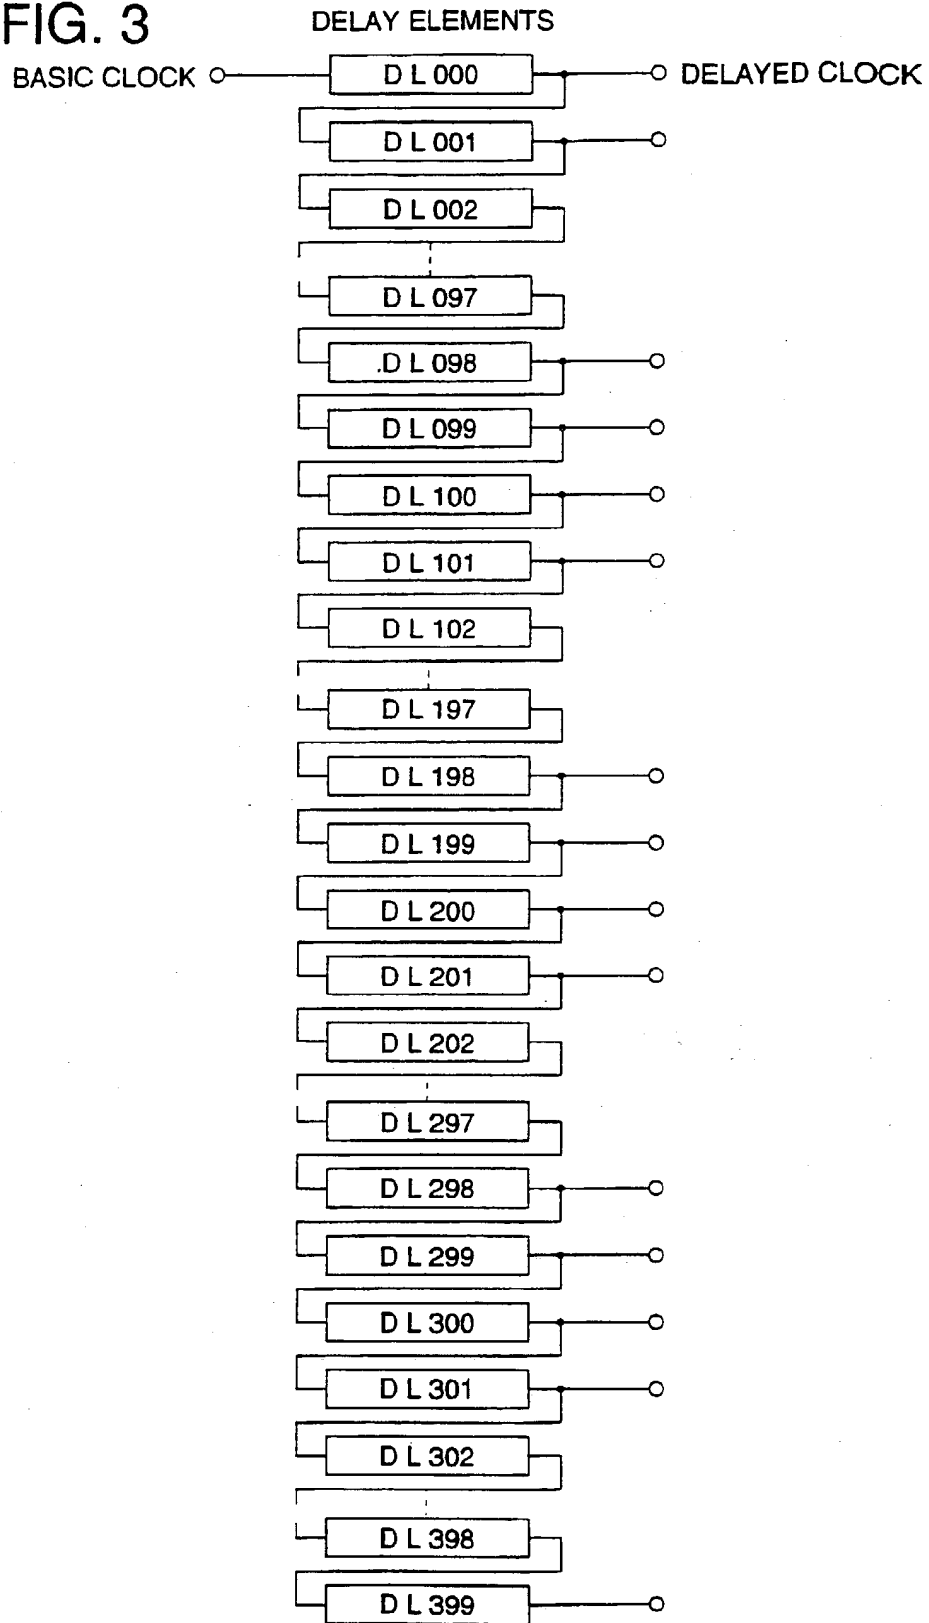 FIG. 3
DELAY ELEMENTS
BASIC CLOCK
D L 000
DELAYED CLOCK
D L 001
D L 002
D L 097
.D L 098
D L 099
D L 100
D L 101
D L 102
D L 197
D L 198
D L 199
D L 200
D L 201
D L 202
D L 297
D L 298
D L 299
D L 300
D L 301
D L 302
D L 398
D L 399